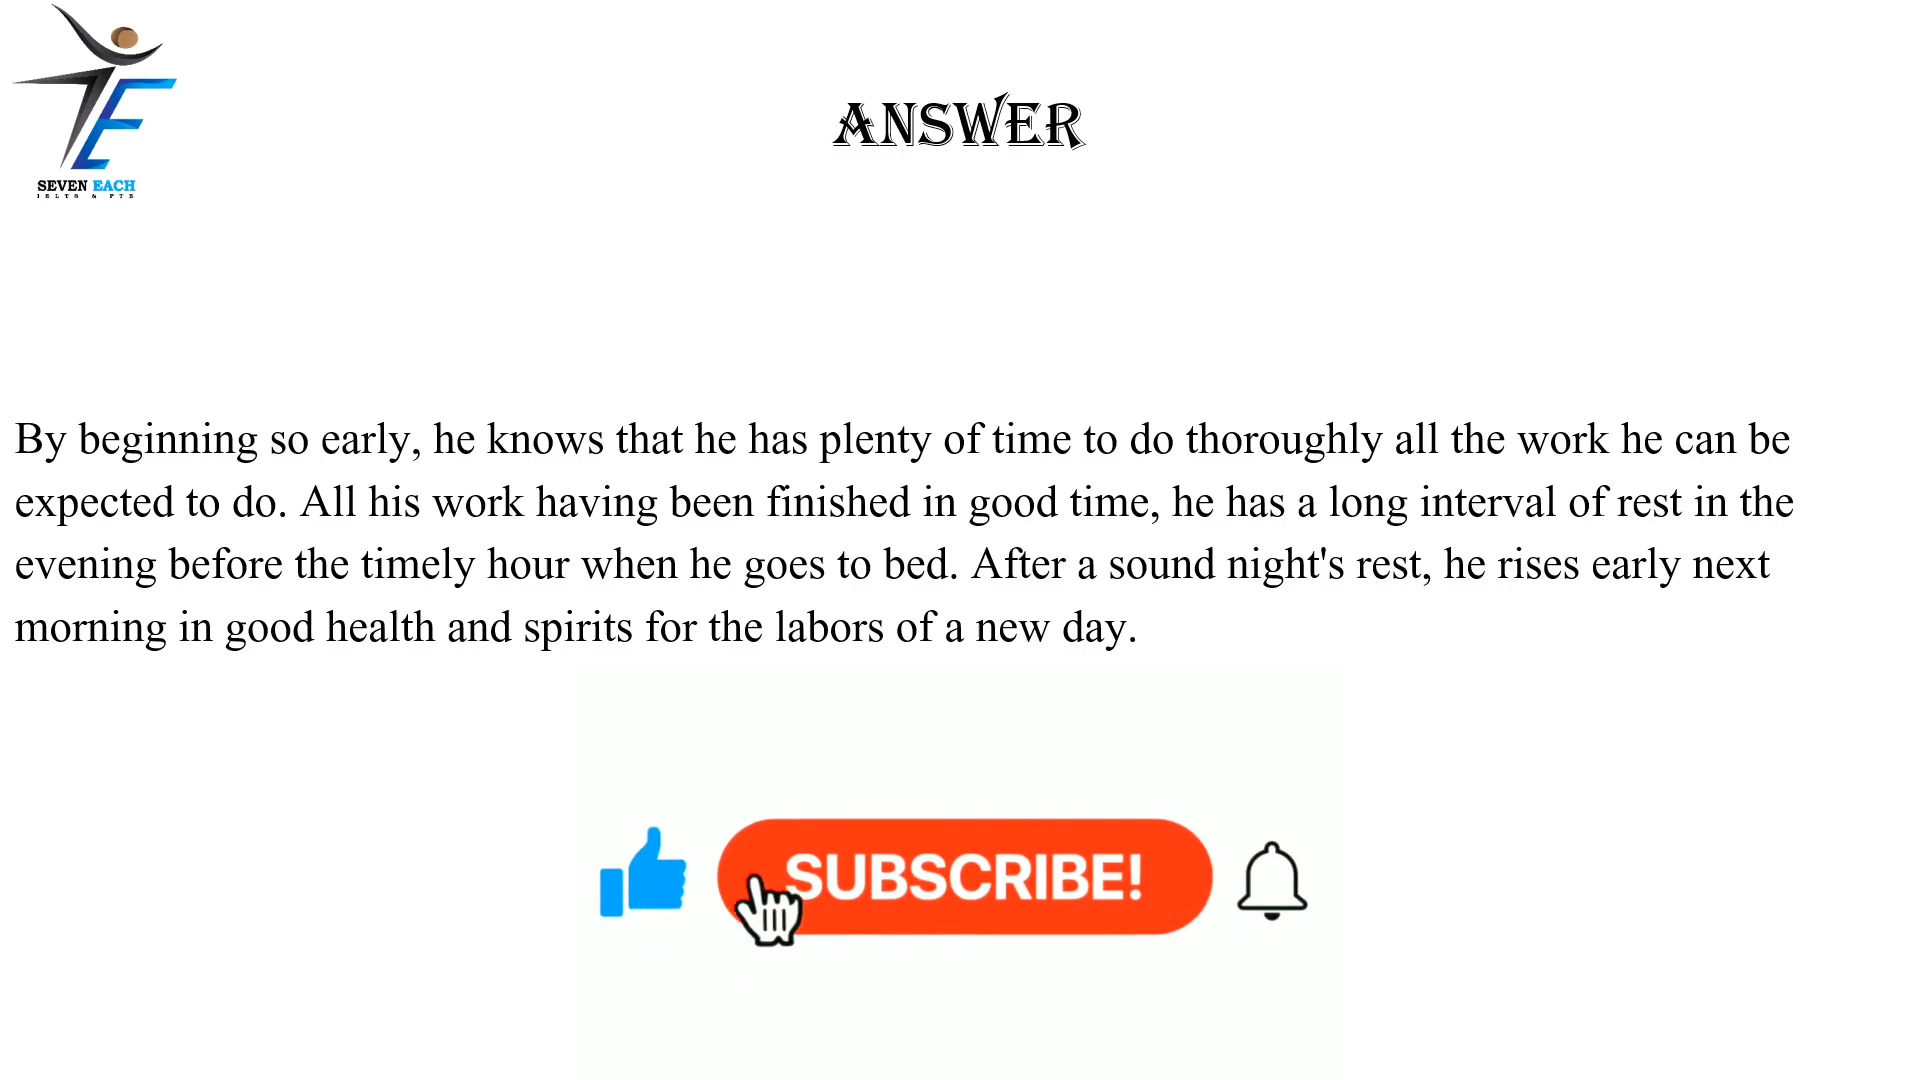 SEVEN EACH
IELTS & PTE
ANSWER
By beginning so early, he knows that he has plenty of time to do thoroughly all the work he can be
expected to do. All his work having been finished in good time, he has a long interval of rest in the
evening before the timely hour when he goes to bed. After a sound night's rest, he rises early next
morning in good health and spirits for the labors of a new day.
SUBSCRIBE!